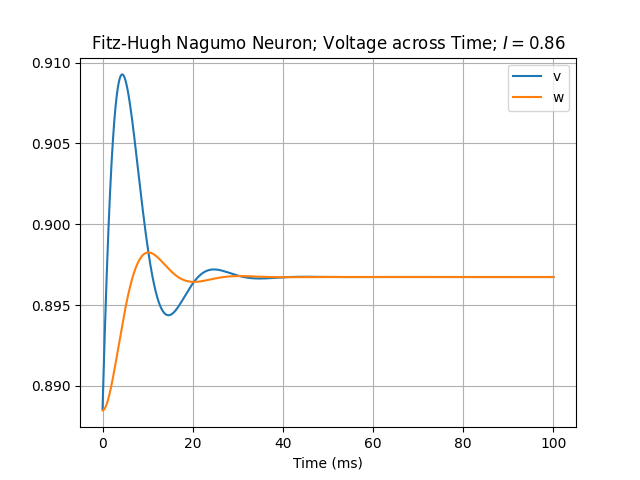 Fitz-Hugh Nagumo Neuron; Voltage across Time; I = 0.86
0.910
0.905
0.900
0.895
0.890
v
w
0 20 40 60 80 100
Time (ms)